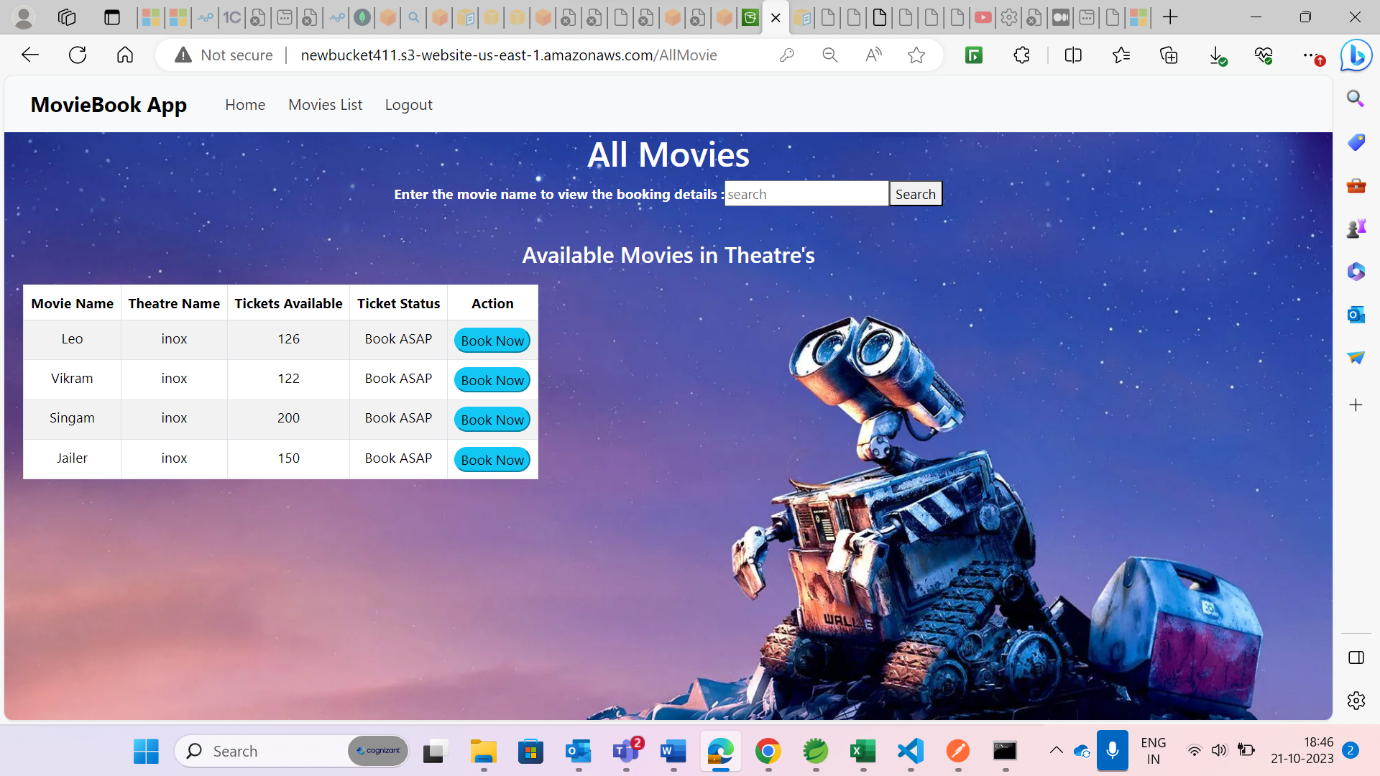 1C
Not secure | newbucket411.s3-website-us-east-1.amazonaws.com/AllMovie
MovieBook App Home Movies List Logout
All Movies
Enter the movie name to view the booking details : search Search
Available Movies in Theatre's
Movie Name Theatre Name Tickets Available Ticket Status Action
Leo inox 126 Book ASAP Book Now
Vikram inox 122 Book ASAP Book Now
Singam inox 200 Book ASAP Book Now
Jailer inox 150 Book ASAP Book Now
WALL·E
Search cognizant 2 ENG 18:46 2
IN 21-10-2023